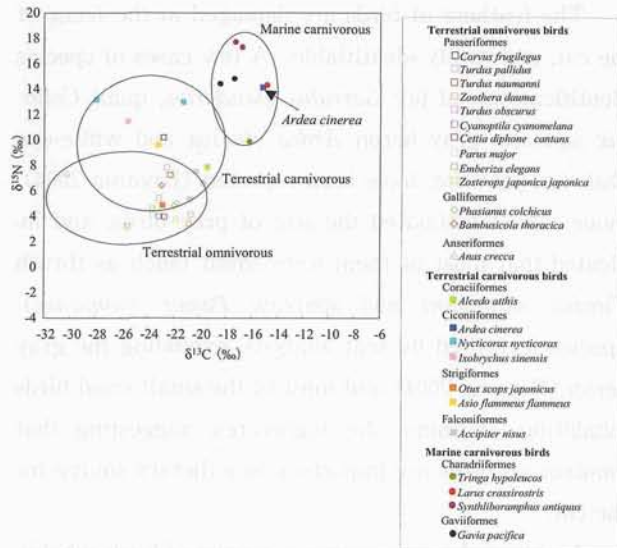 20
18
16
14
12
10
8
6
4
2
0
-2
-4
δ¹⁵N (‰)
-32 -30 -28 -26 -24 -22 -20 -18 -16 -14 -12 -10 -8 -6
δ¹³C (‰)
Marine carnivorous
Ardea cinerea
Terrestrial carnivorous
Terrestrial omnivorous
Terrestrial omnivorous birds
Passeriformes
Corvus frugilegus
Turdus pallidus
Turdus naumanni
Zoothera dauma
Turdus obscurus
Cyanoptila cyanomelana
Cettia diphone cantans
Parus major
Emberiza elegans
Zosterops japonica japonica
Galliformes
Phasianus colchicus
Bambusicola thoracica
Anseriformes
Anas crecca
Terrestrial carnivorous birds
Coraciiformes
Alcedo atthis
Ciconiiformes
Ardea cinerea
Nycticorus nycticorus
Isobrychus sinensis
Strigiformes
Otus scops japonicus
Asio flammeus flammeus
Falconiformes
Accipiter nisus
Marine carnivorous birds
Charadriiformes
Tringa hypoleucos
Larus crassirostris
Synthliboramphus antiquus
Gaviiformes
Gavia pacifica